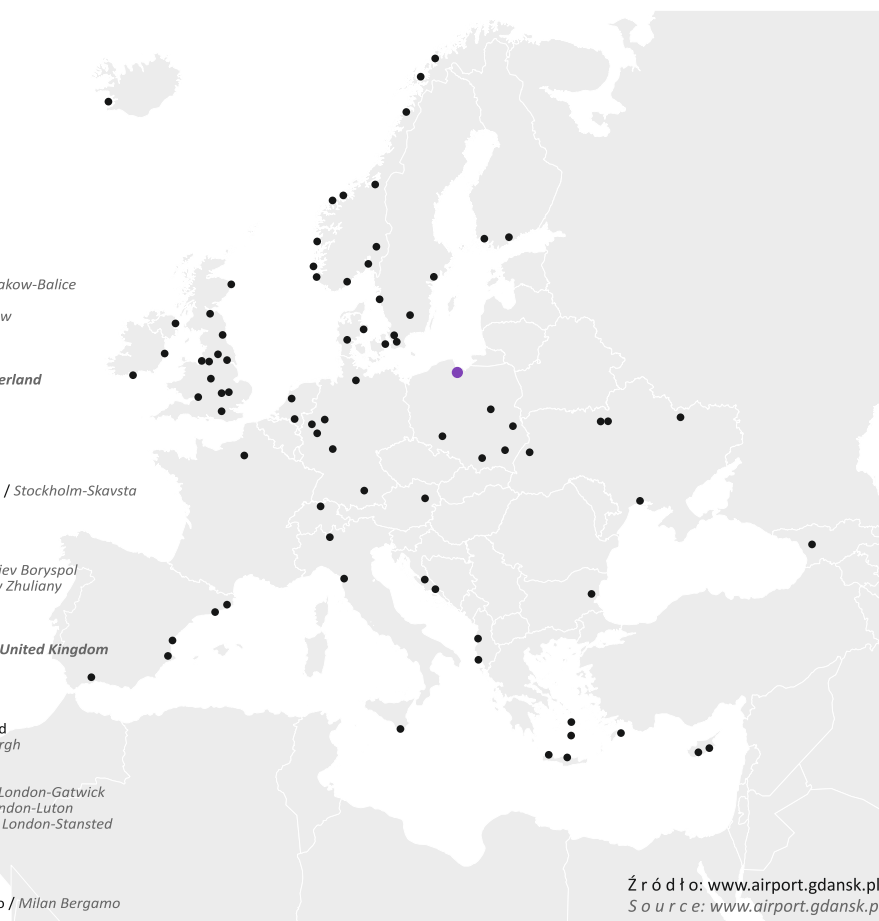 akow-Balice
w
erland
/ Stockholm-Skavsta
iev Boryspol
v Zhuliany
United Kingdom
d
rgh
London-Gatwick
ndon-Luton
London-Stansted
o / Milan Bergamo
Źródło: www.airport.gdansk.pl
Source: www.airport.gdansk.p